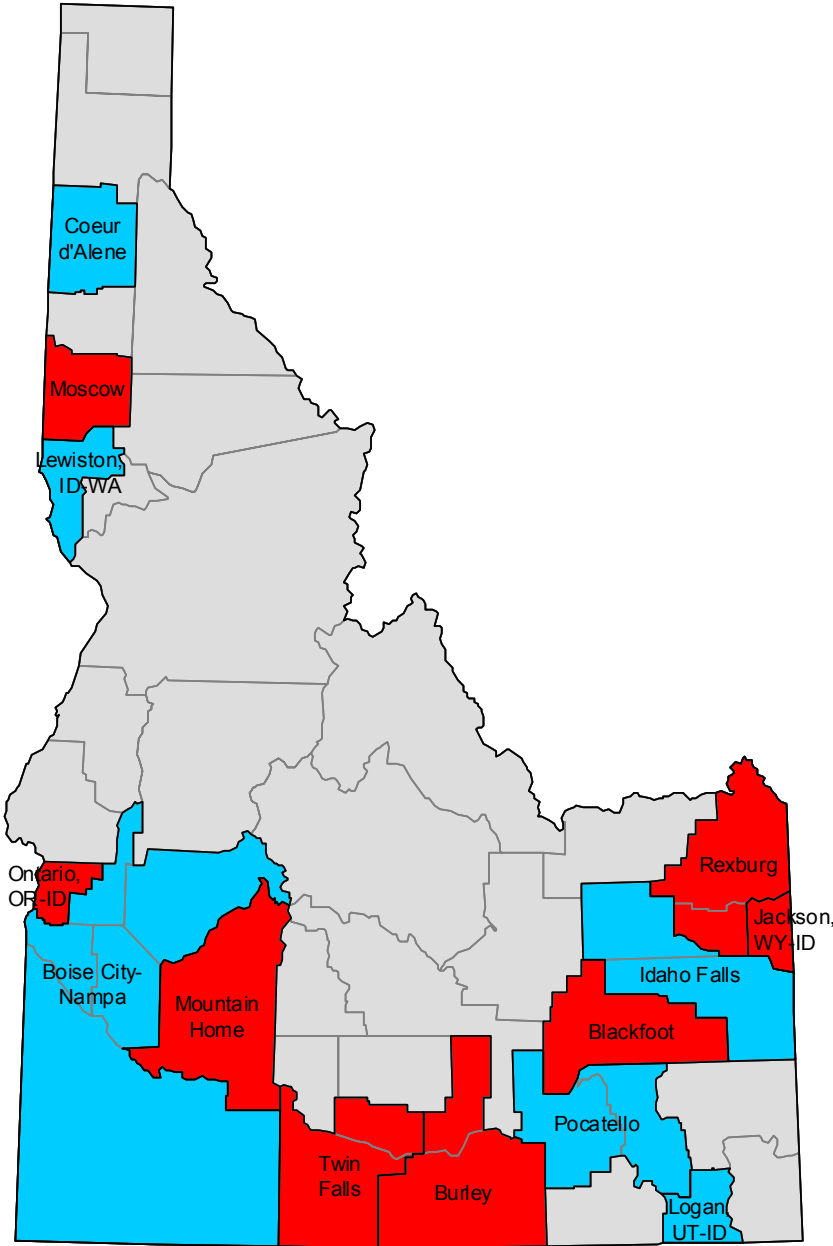 Coeur
d'Alene
Moscow
Lewiston,
ID-WA
Rexburg
Ontario,
OR-ID
Jackson,
WY-ID
Boise City-
Nampa
Idaho Falls
Mountain
Home
Blackfoot
Pocatello
Twin
Falls
Burley
Logan
UT-ID